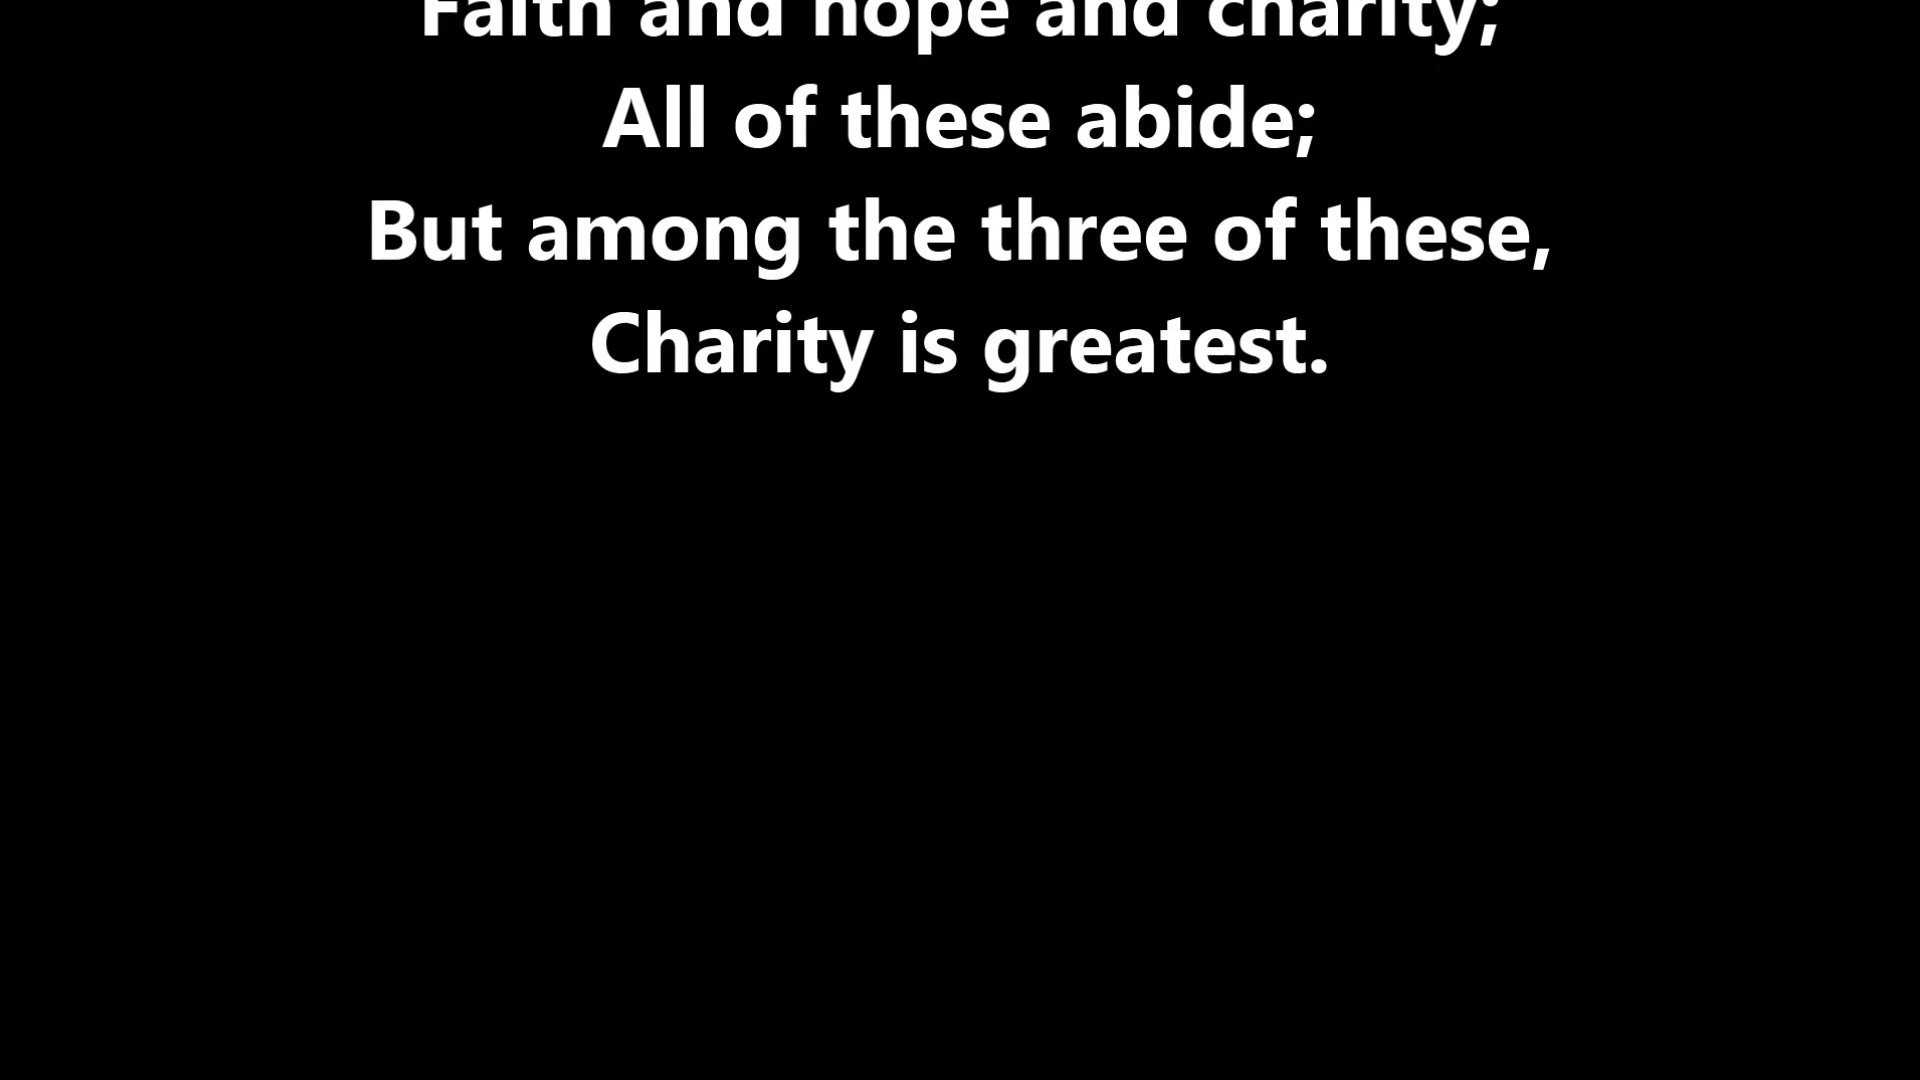 Faith and hope and charity;
All of these abide;
But among the three of these,
Charity is greatest.